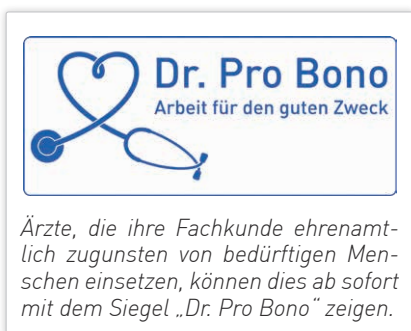 Dr. Pro Bono
Arbeit für den guten Zweck
Ärzte, die ihre Fachkunde ehrenamt-
lich zugunsten von bedürftigen Men-
schen einsetzen, können dies ab sofort
mit dem Siegel „Dr. Pro Bono“ zeigen.